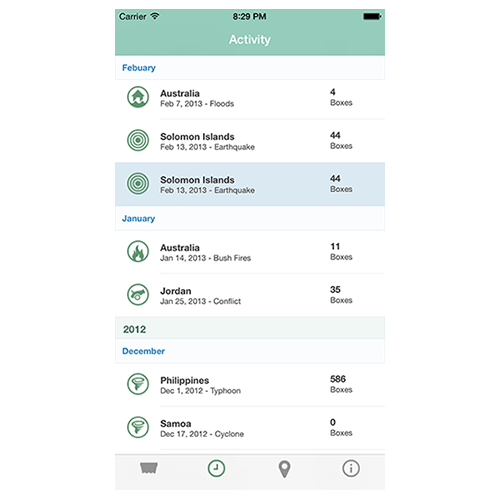 Carrier 8:29 PM
Activity
Febuary
Australia 4
Feb 7, 2013 - Floods Boxes
Solomon Islands 44
Feb 13, 2013 - Earthquake Boxes
Solomon Islands 44
Feb 13, 2013 - Earthquake Boxes
January
Australia 11
Jan 14, 2013 - Bush Fires Boxes
Jordan 35
Jan 25, 2013 - Conflict Boxes
2012
December
Philippines 586
Dec 1, 2012 - Typhoon Boxes
Samoa 0
Dec 17, 2012 - Cyclone Boxes